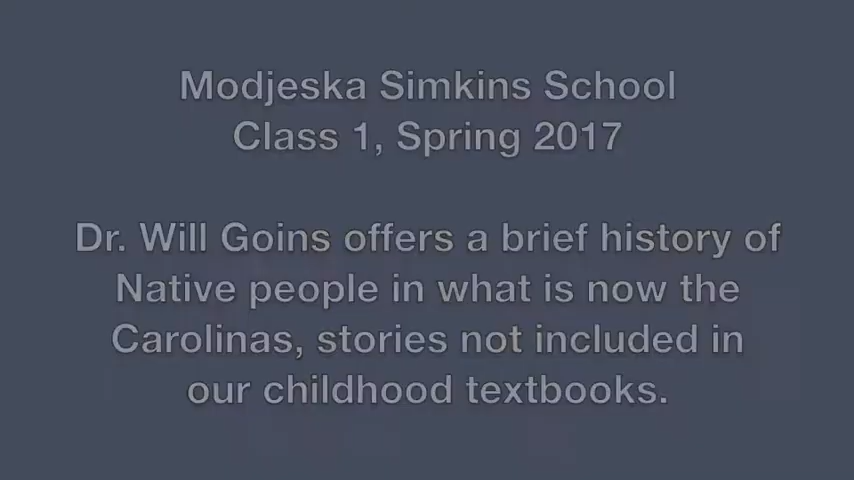 Modjeska Simkins School
Class 1, Spring 2017
Dr. Will Goins offers a brief history of
Native people in what is now the
Carolinas, stories not included in
our childhood textbooks.